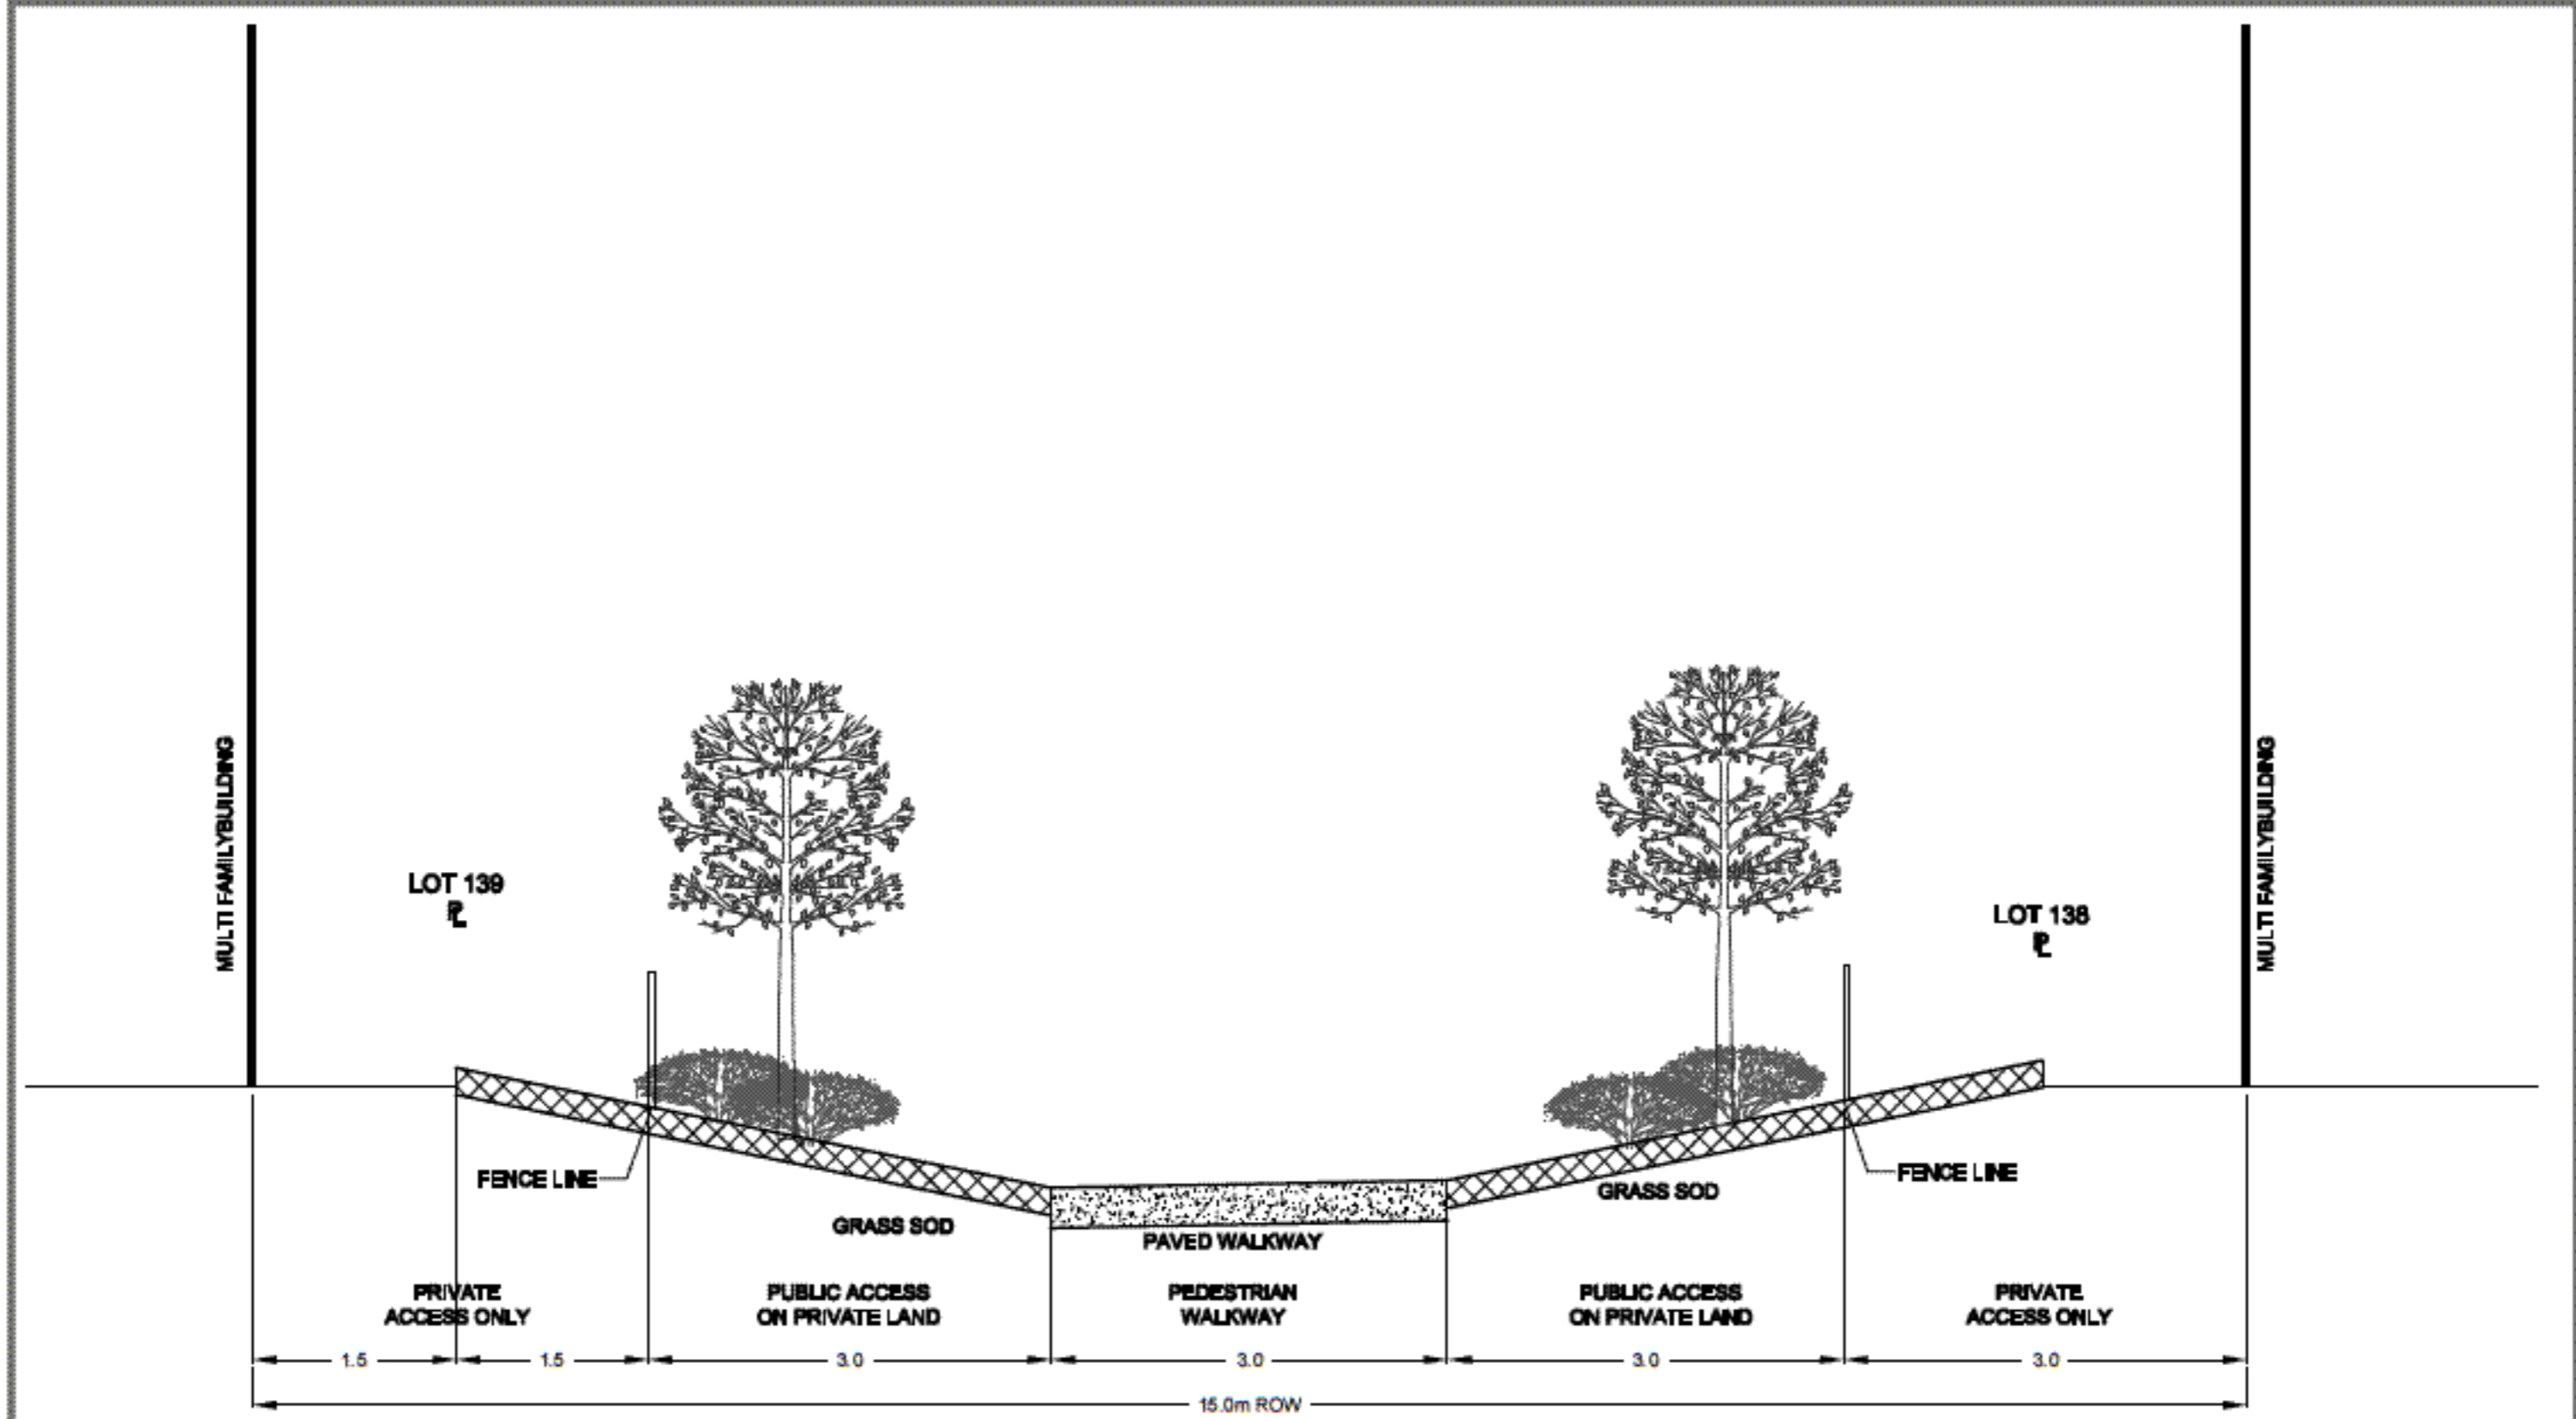 MULTI FAMILYBUILDING
MULTI FAMILYBUILDING
LOT 139
PL
LOT 138
PL
FENCE LINE
FENCE LINE
GRASS SOD
GRASS SOD
PAVED WALKWAY
PRIVATE
ACCESS ONLY
PUBLIC ACCESS
ON PRIVATE LAND
PEDESTRIAN
WALKWAY
PUBLIC ACCESS
ON PRIVATE LAND
PRIVATE
ACCESS ONLY
1.5
1.5
3.0
3.0
3.0
3.0
15.0m ROW